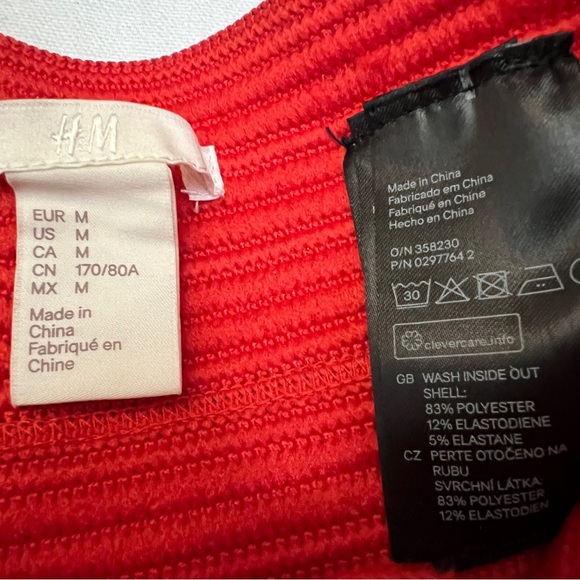 H&M
EUR M
US M
CA M
CN 170/80A
MX M
Made in
China
Fabriqué en
Chine
Made in China
Fabricado em China
Fabriqué en China
Hecho en China
O/N 358230
P/N 0297764 2
30
clevercare.info
GB WASH INSIDE OUT
SHELL:
83% POLYESTER
12% ELASTODIENE
5% ELASTANE
CZ PERTE OTOČENO NA
RUBU
SVRCHNÍ LÁTKA:
83% POLYESTER
12% ELASTODIEN